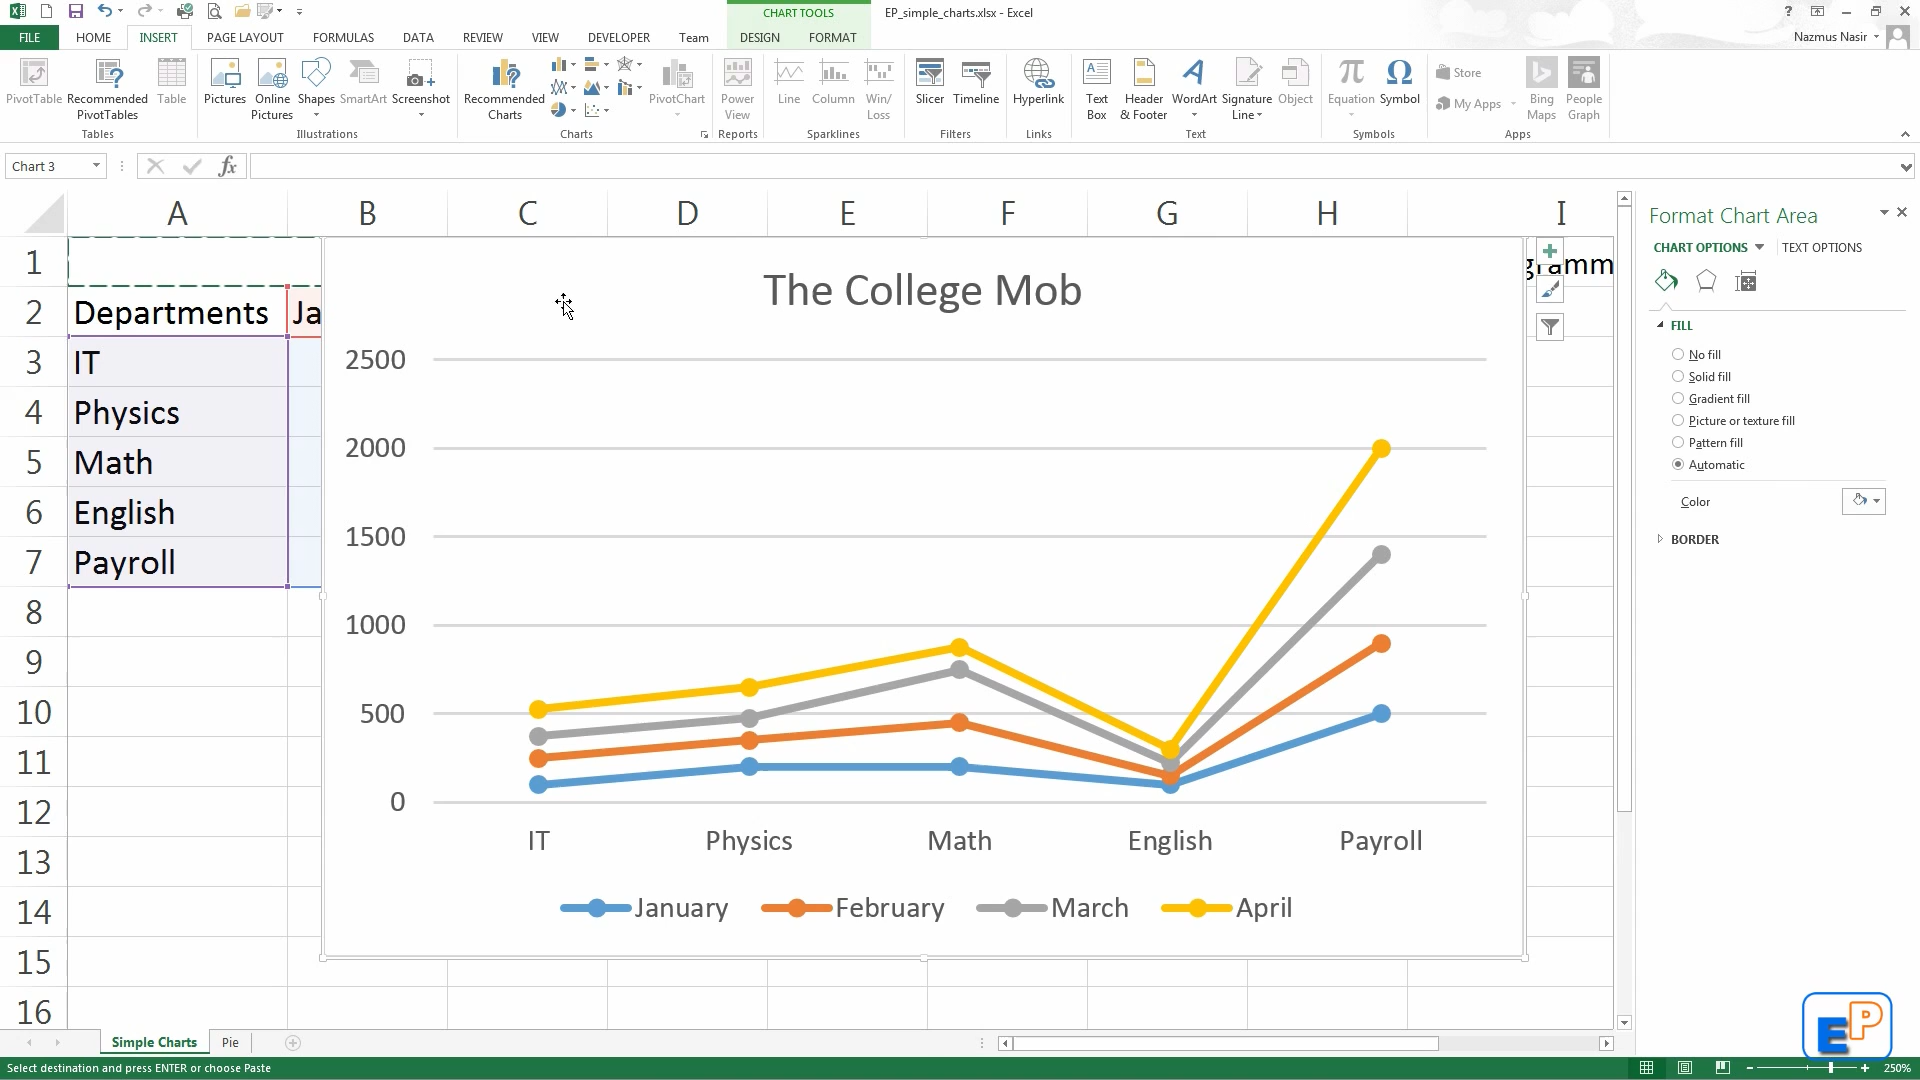 CHART TOOLS
EP_simple_charts.xlsx - Excel
FILE HOME INSERT PAGE LAYOUT FORMULAS DATA REVIEW VIEW DEVELOPER Team DESIGN FORMAT
Nazmus Nasir
PivotTable Recommended PivotTables Table
Pictures Online Pictures Shapes SmartArt Screenshot
Recommended Charts PivotChart
Power View
Line Column Win/ Loss
Slicer Timeline
Hyperlink
Text Box Header & Footer WordArt Signature Line Object
Equation Symbol
Store
My Apps
Bing Maps People Graph
Tables Illustrations Charts Reports Sparklines Filters Links Text Symbols Apps
Chart 3
fx
A B C D E F G H I
1
gramm
2 Departments Ja
3 IT
4 Physics
5 Math
6 English
7 Payroll
8
9
10
11
12
13
14
15
16
The College Mob
2500
2000
1500
1000
500
0
IT Physics Math English Payroll
January February March April
Format Chart Area
CHART OPTIONS TEXT OPTIONS
FILL
No fill
Solid fill
Gradient fill
Picture or texture fill
Pattern fill
Automatic
Color
BORDER
Simple Charts Pie
EP
Select destination and press ENTER or choose Paste
250%